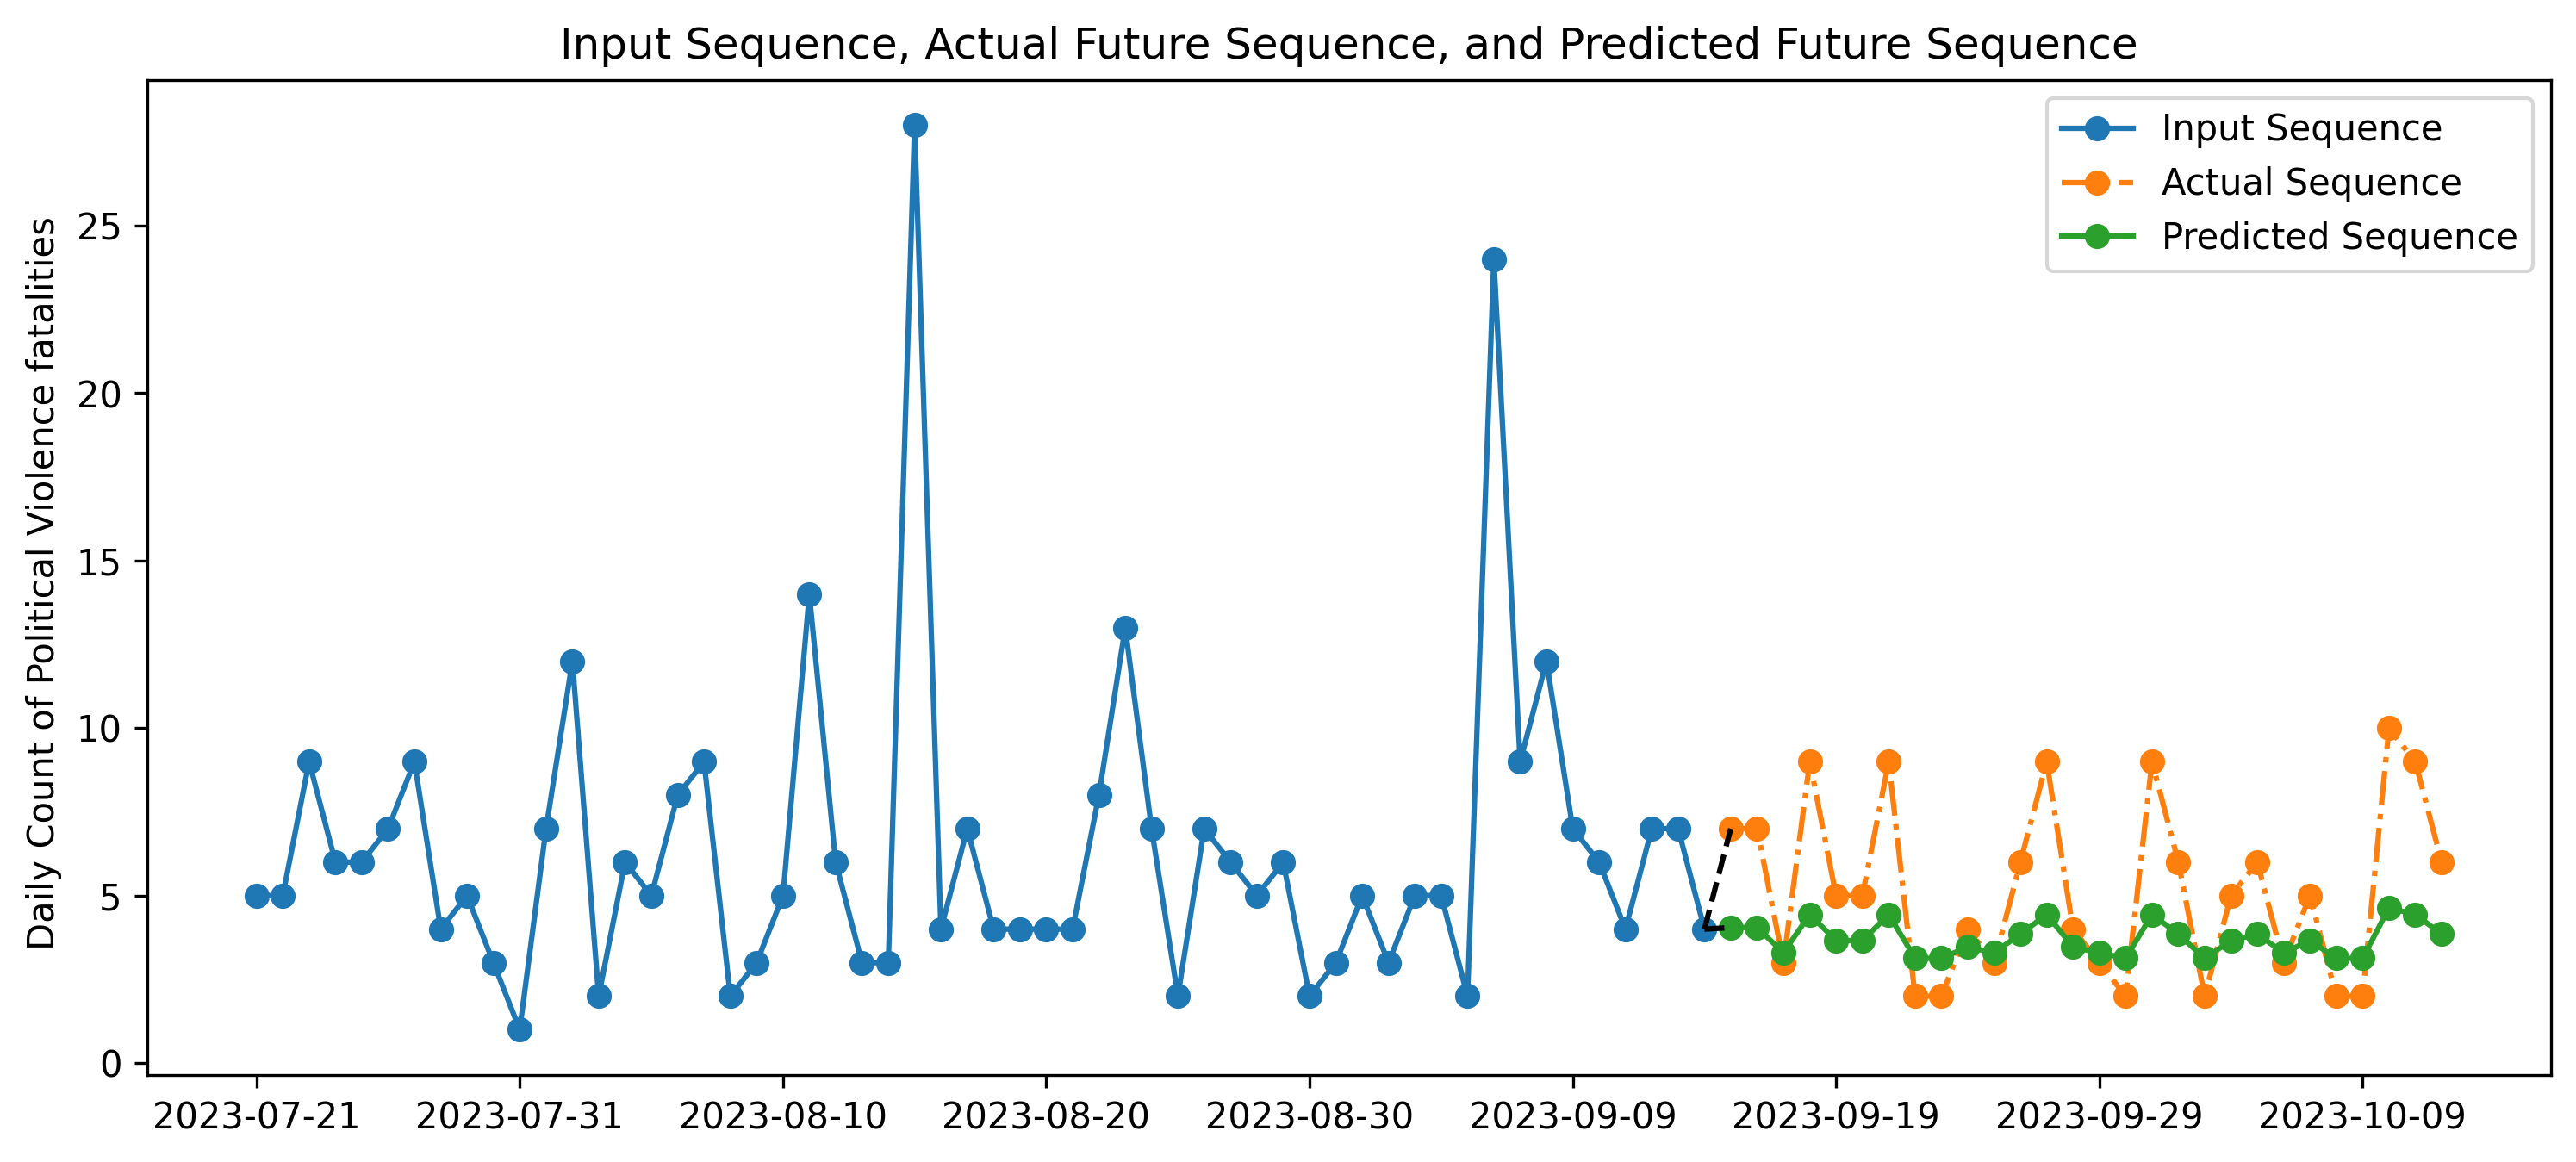 Input Sequence, Actual Future Sequence, and Predicted Future Sequence
Daily Count of Political Violence fatalities
25
20
15
10
5
0
Input Sequence
Actual Sequence
Predicted Sequence
2023-07-21 2023-07-31 2023-08-10 2023-08-20 2023-08-30 2023-09-09 2023-09-19 2023-09-29 2023-10-09